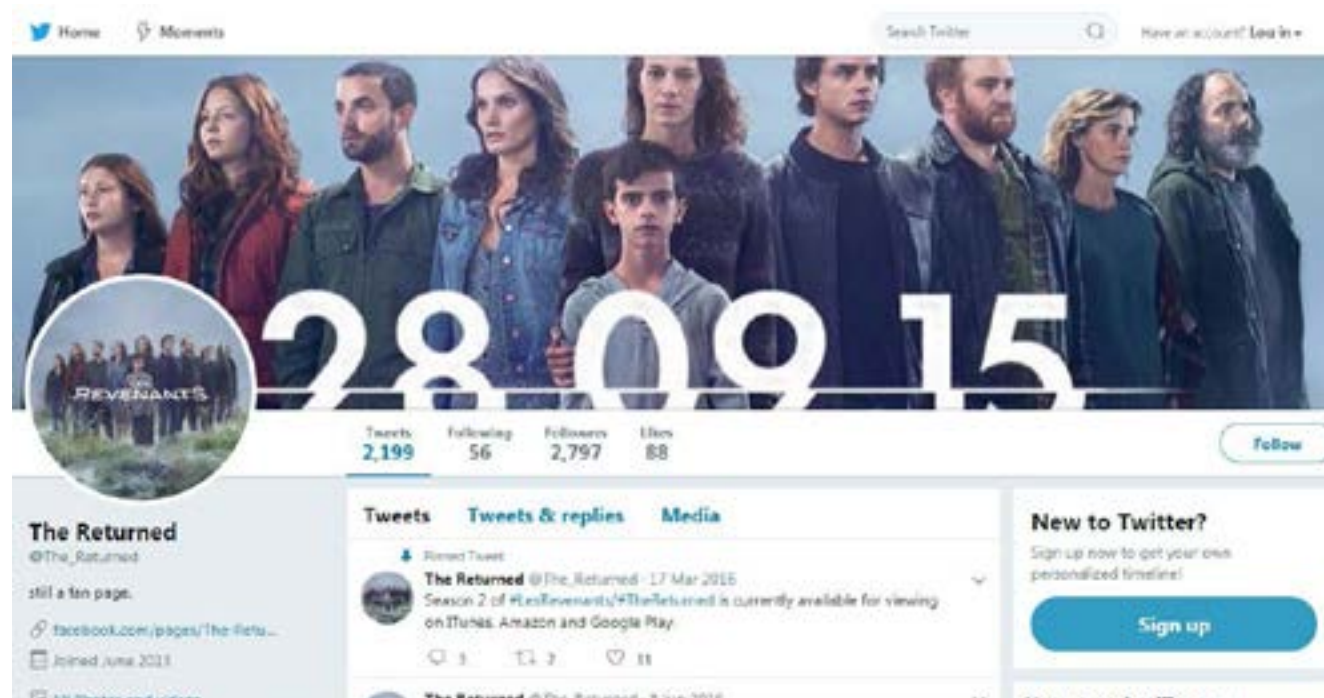 Home Moments Search Twitter Have an account? Log in
28 09 15
REVENANTS
Tweets Following Followers Likes
2,199 56 2,797 88
Follow
The Returned
@The_Returned
still a fan page.
facebook.com/pages/The-Retu...
Joined June 2013
Tweets Tweets & replies Media
Pinned Tweet
The Returned @The_Returned · 17 Mar 2016
Season 2 of #LesRevenants/#TheReturned is currently available for viewing
on ITunes, Amazon and Google Play.
2 11
The Returned @The_Returned
New to Twitter?
Sign up now to get your own
personalized timeline!
Sign up